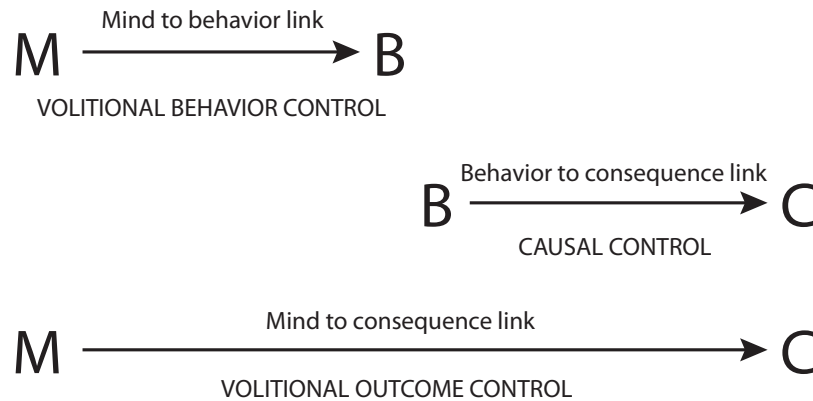 Mind to behavior link
M B
VOLITIONAL BEHAVIOR CONTROL
Behavior to consequence link
B C
CAUSAL CONTROL
Mind to consequence link
M C
VOLITIONAL OUTCOME CONTROL